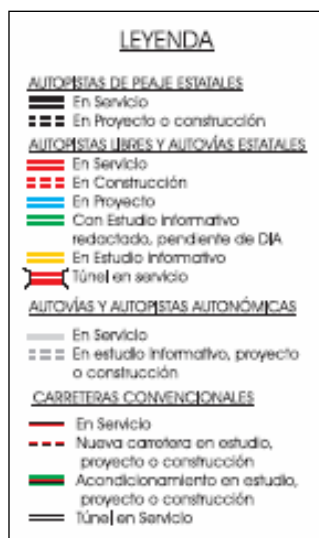 LEYENDA
AUTOPISTAS DE PEAJE ESTATALES
En Servicio
En Proyecto o construcción
AUTOPISTAS LIBRES Y AUTOVÍAS ESTATALES
En Servicio
En Construcción
En Proyecto
Con Estudio Informativo
redactado, pendiente de DIA
En Estudio Informativo
Túnel en servicio
AUTOVÍAS Y AUTOPISTAS AUTONÓMICAS
En Servicio
En estudio Informativo, proyecto
o construcción
CARRETERAS CONVENCIONALES
En Servicio
Nueva carretera en estudio,
proyecto o construcción
Acondicionamiento en estudio,
proyecto o construcción
Túnel en Servicio